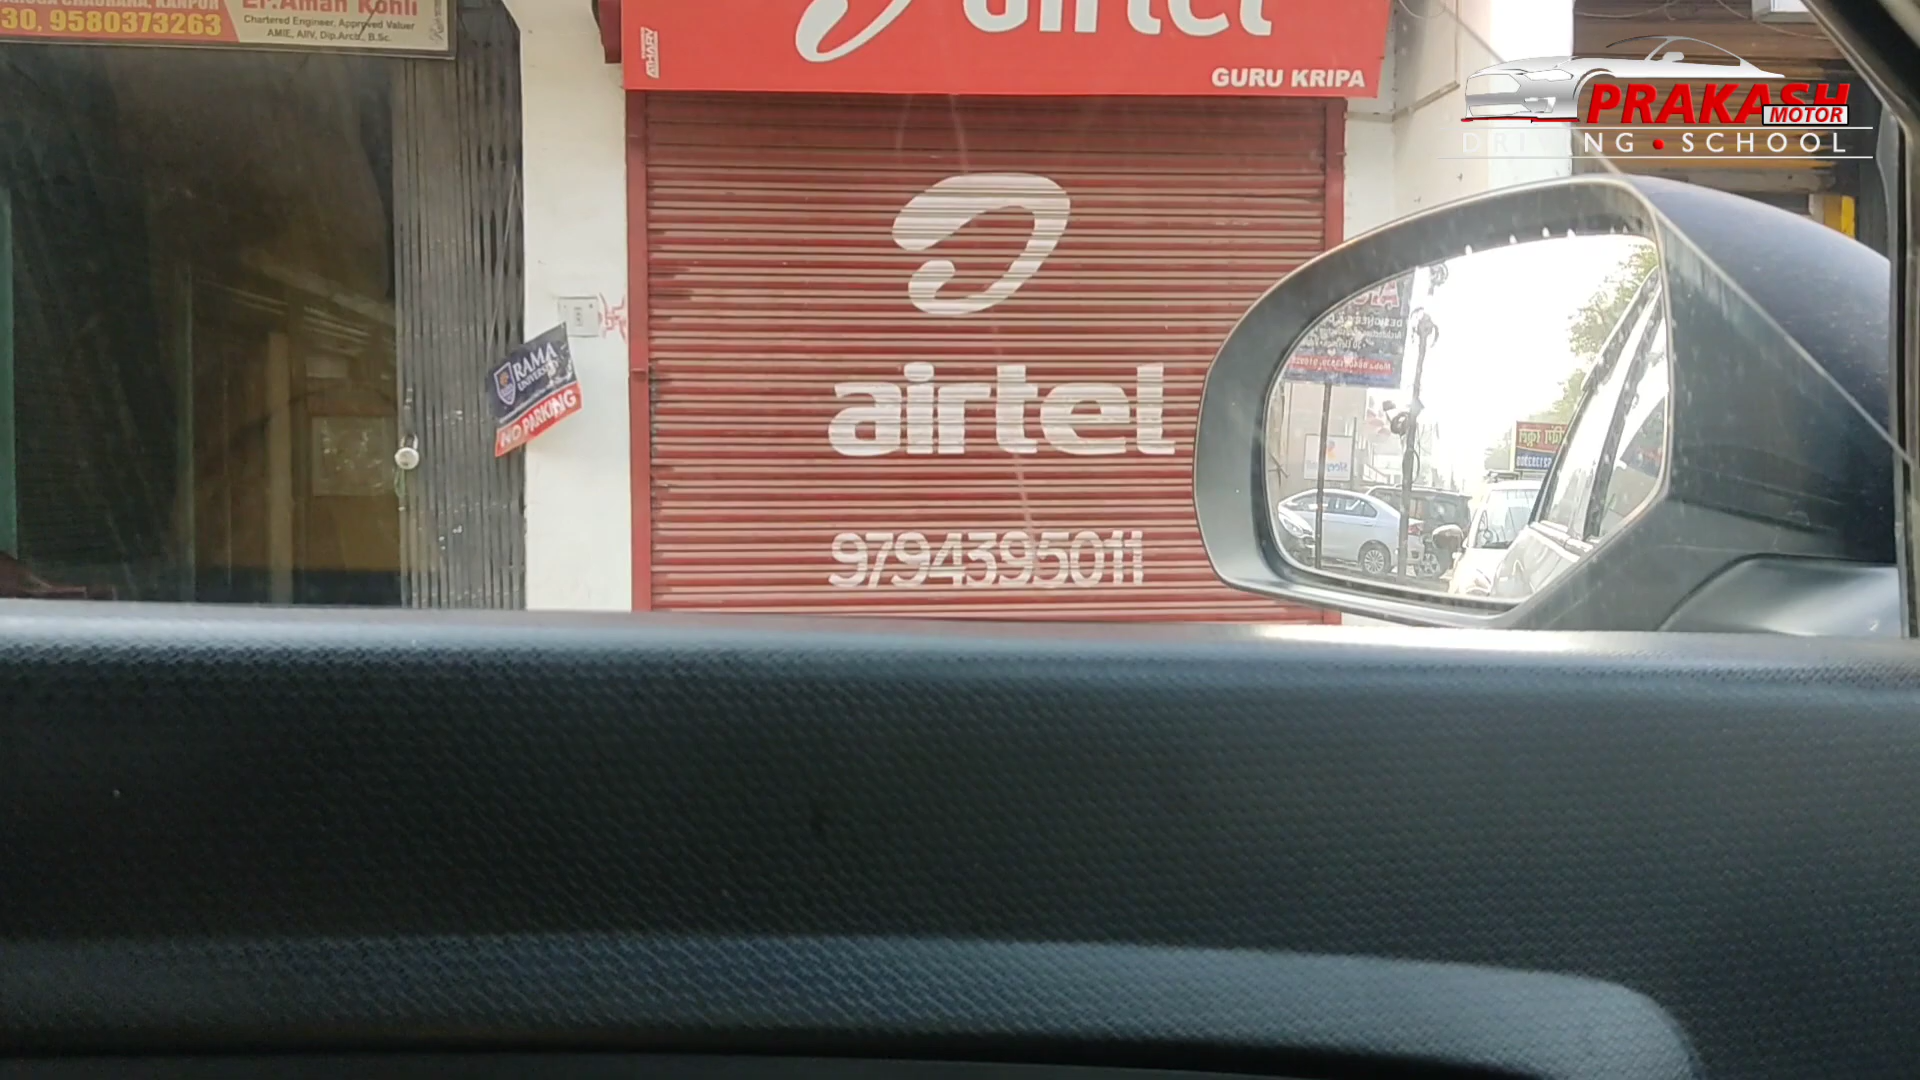 KANPUR
30, 9580373263
Er.Aman Kohli
Chartered Engineer, Approved Valuer
AMIE, AIIV, Dip.Arch., B.Sc.
airtel
GURU KRIPA
PRAKASH
MOTOR
DRIVING • SCHOOL
airtel
9794395011
RAMA
UNIVERSITY
NO PARKING